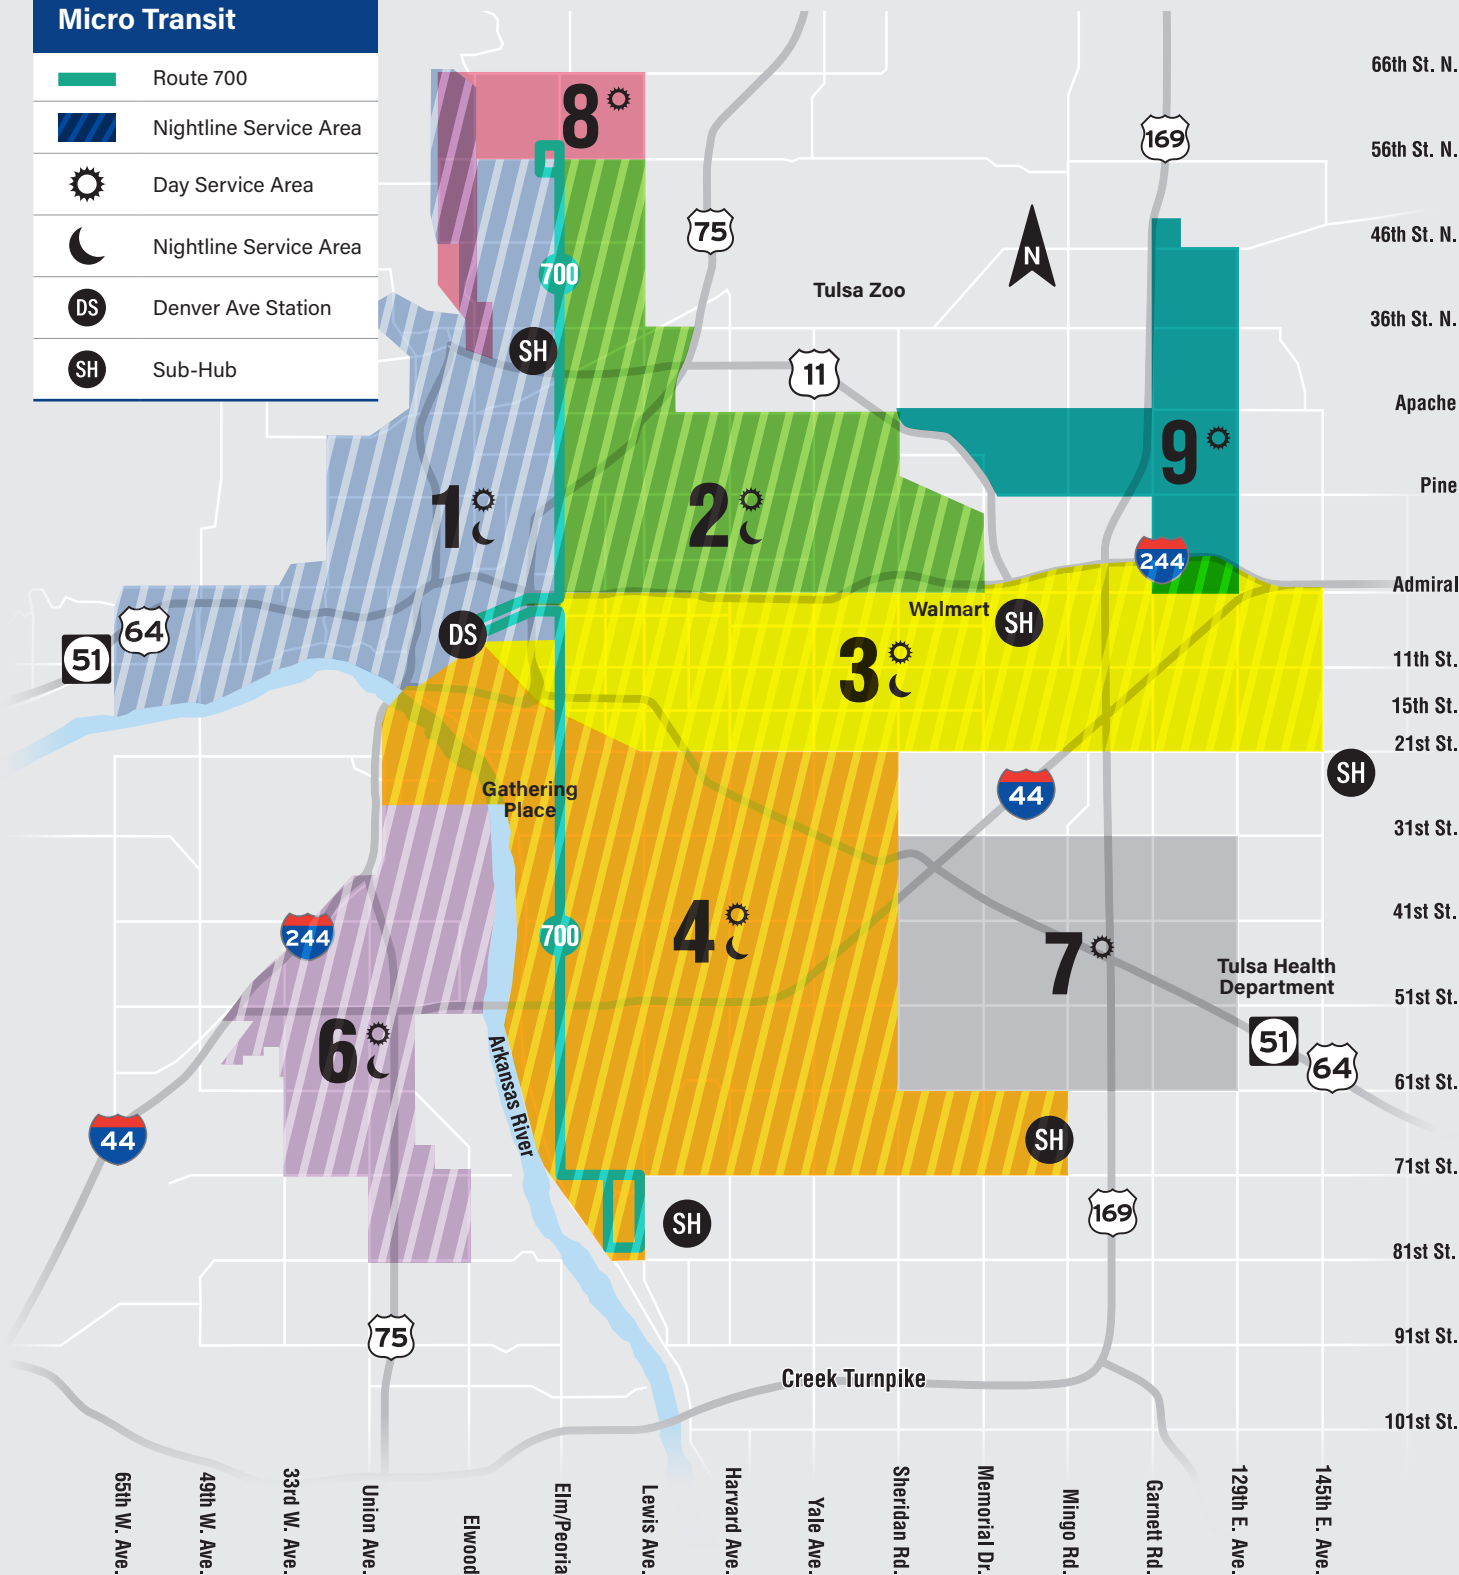 Micro Transit
Route 700
Nightline Service Area
Day Service Area
Nightline Service Area
DS
Denver Ave Station
SH
Sub-Hub
66th St. N.
56th St. N.
46th St. N.
36th St. N.
Apache
Pine
Admiral
11th St.
15th St.
21st St.
31st St.
41st St.
51st St.
61st St.
71st St.
81st St.
91st St.
101st St.
8
169
75
N
700
Tulsa Zoo
SH
11
9
1
2
244
Walmart
SH
DS
64
51
3
SH
44
Gathering
Place
4
700
7
Tulsa Health
Department
244
6
51
64
Arkansas River
44
SH
SH
169
75
Creek Turnpike
65th W. Ave.
49th W. Ave.
33rd W. Ave.
Union Ave.
Elwood
Elm/Peoria
Lewis Ave.
Harvard Ave.
Yale Ave.
Sheridan Rd.
Memorial Dr.
Mingo Rd.
Garnett Rd.
129th E. Ave.
145th E. Ave.